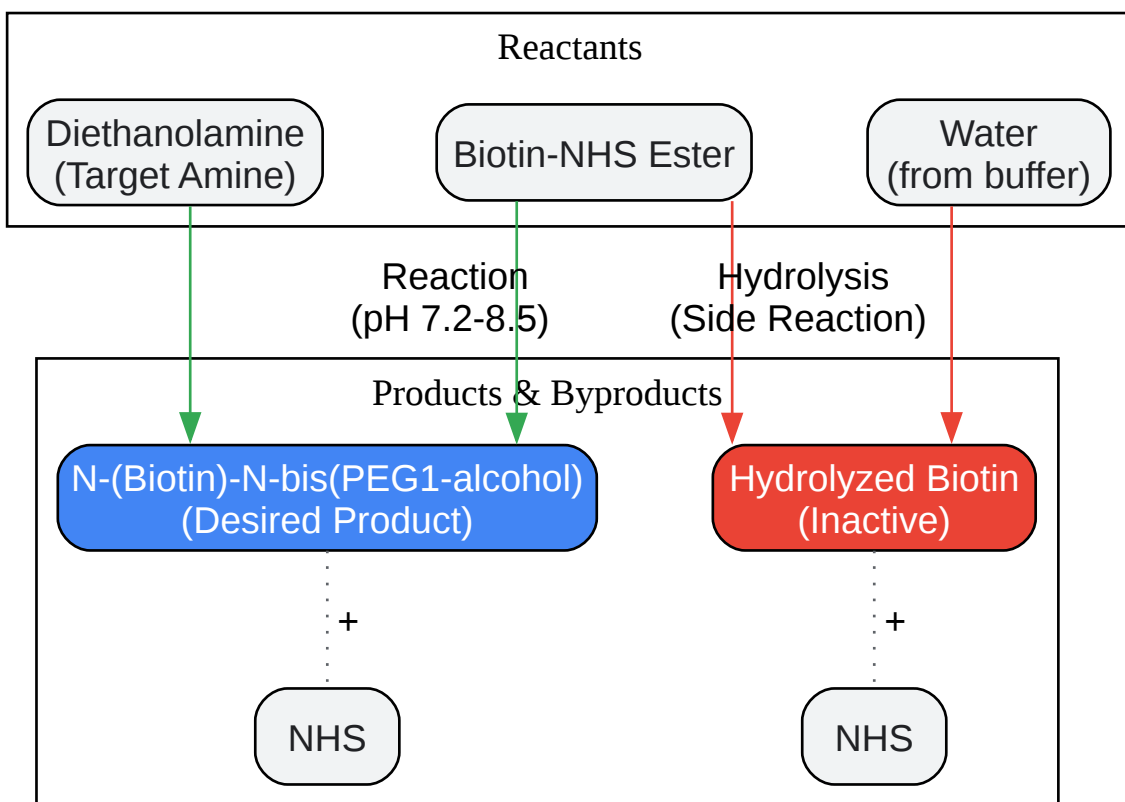 Reactants
Diethanolamine
(Target Amine)
Biotin-NHS Ester
Water
(from buffer)
Reaction
(pH 7.2-8.5)
Hydrolysis
(Side Reaction)
Products & Byproducts
N-(Biotin)-N-bis(PEG1-alcohol)
(Desired Product)
Hydrolyzed Biotin
(Inactive)
+
+
NHS
NHS